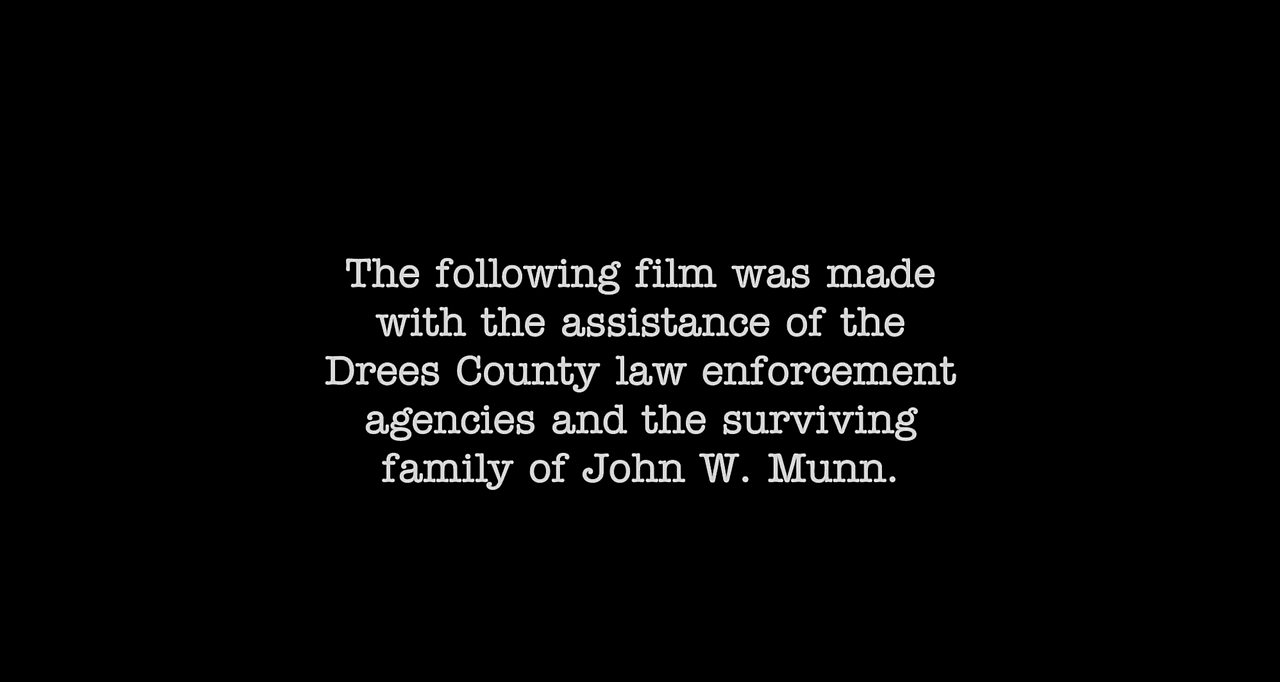 The following film was made
with the assistance of the
Drees County law enforcement
agencies and the surviving
family of John W. Munn.